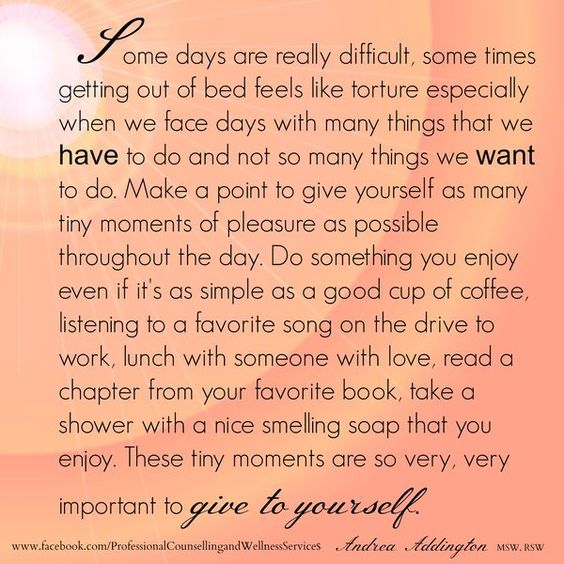 Some days are really difficult, some times
getting out of bed feels like torture especially
when we face days with many things that we
have to do and not so many things we want
to do. Make a point to give yourself as many
tiny moments of pleasure as possible
throughout the day. Do something you enjoy
even if it's as simple as a good cup of coffee,
listening to a favorite song on the drive to
work, lunch with someone with love, read a
chapter from your favorite book, take a
shower with a nice smelling soap that you
enjoy. These tiny moments are so very, very
important to give to yourself.
www.facebook.com/ProfessionalCounsellingandWellnessServiceS Andrea Addington MSW, RSW